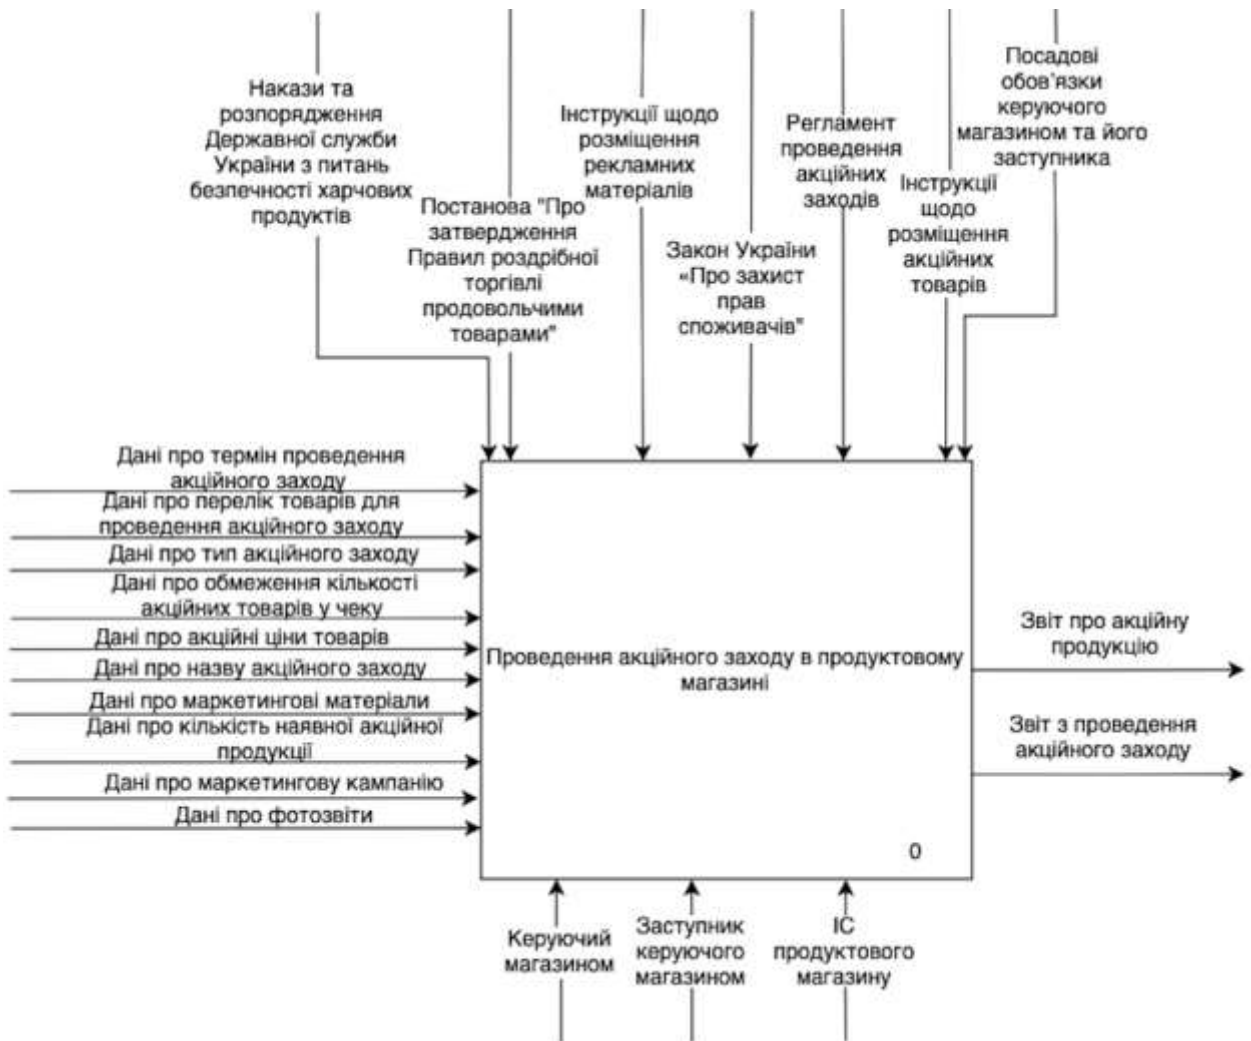 Накази та
розпорядження
Державної служби
України з питань
безпечності харчових
продуктів
Постанова "Про
затвердження
Правил роздрібної
торгівлі
продовольчими
товарами"
Інструкції щодо
розміщення
рекламних
матеріалів
Закон України
«Про захист
прав
споживачів"
Регламент
проведення
акційних
заходів
Інструкції
щодо
розміщення
акційних
товарів
Посадові
обов'язки
керуючого
магазином та його
заступника
Дані про термін проведення
акційного заходу
Дані про перелік товарів для
проведення акційного заходу
Дані про тип акційного заходу
Дані про обмеження кількості
акційних товарів у чеку
Дані про акційні ціни товарів
Дані про назву акційного заходу
Дані про маркетингові матеріали
Дані про кількість наявної акційної
продукції
Дані про маркетингову кампанію
Дані про фотозвіти
Проведення акційного заходу в продуктовому
магазині
0
Звіт про акційну
продукцію
Звіт з проведення
акційного заходу
Керуючий
магазином
Заступник
керуючого
магазином
ІС
продуктового
магазину